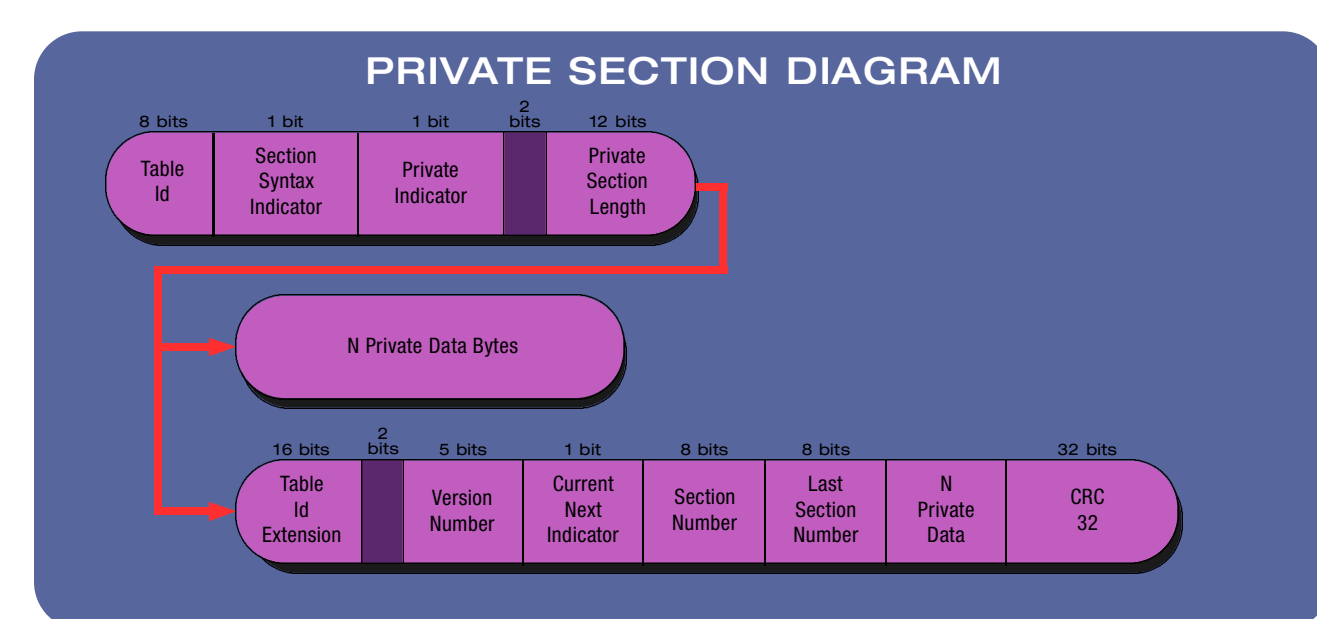 PRIVATE SECTION DIAGRAM
8 bits
1 bit
1 bit
2
bits
12 bits
Table
Id
Section
Syntax
Indicator
Private
Indicator
Private
Section
Length
N Private Data Bytes
16 bits
2
bits
5 bits
1 bit
8 bits
8 bits
32 bits
Table
Id
Extension
Version
Number
Current
Next
Indicator
Section
Number
Last
Section
Number
N
Private
Data
CRC
32